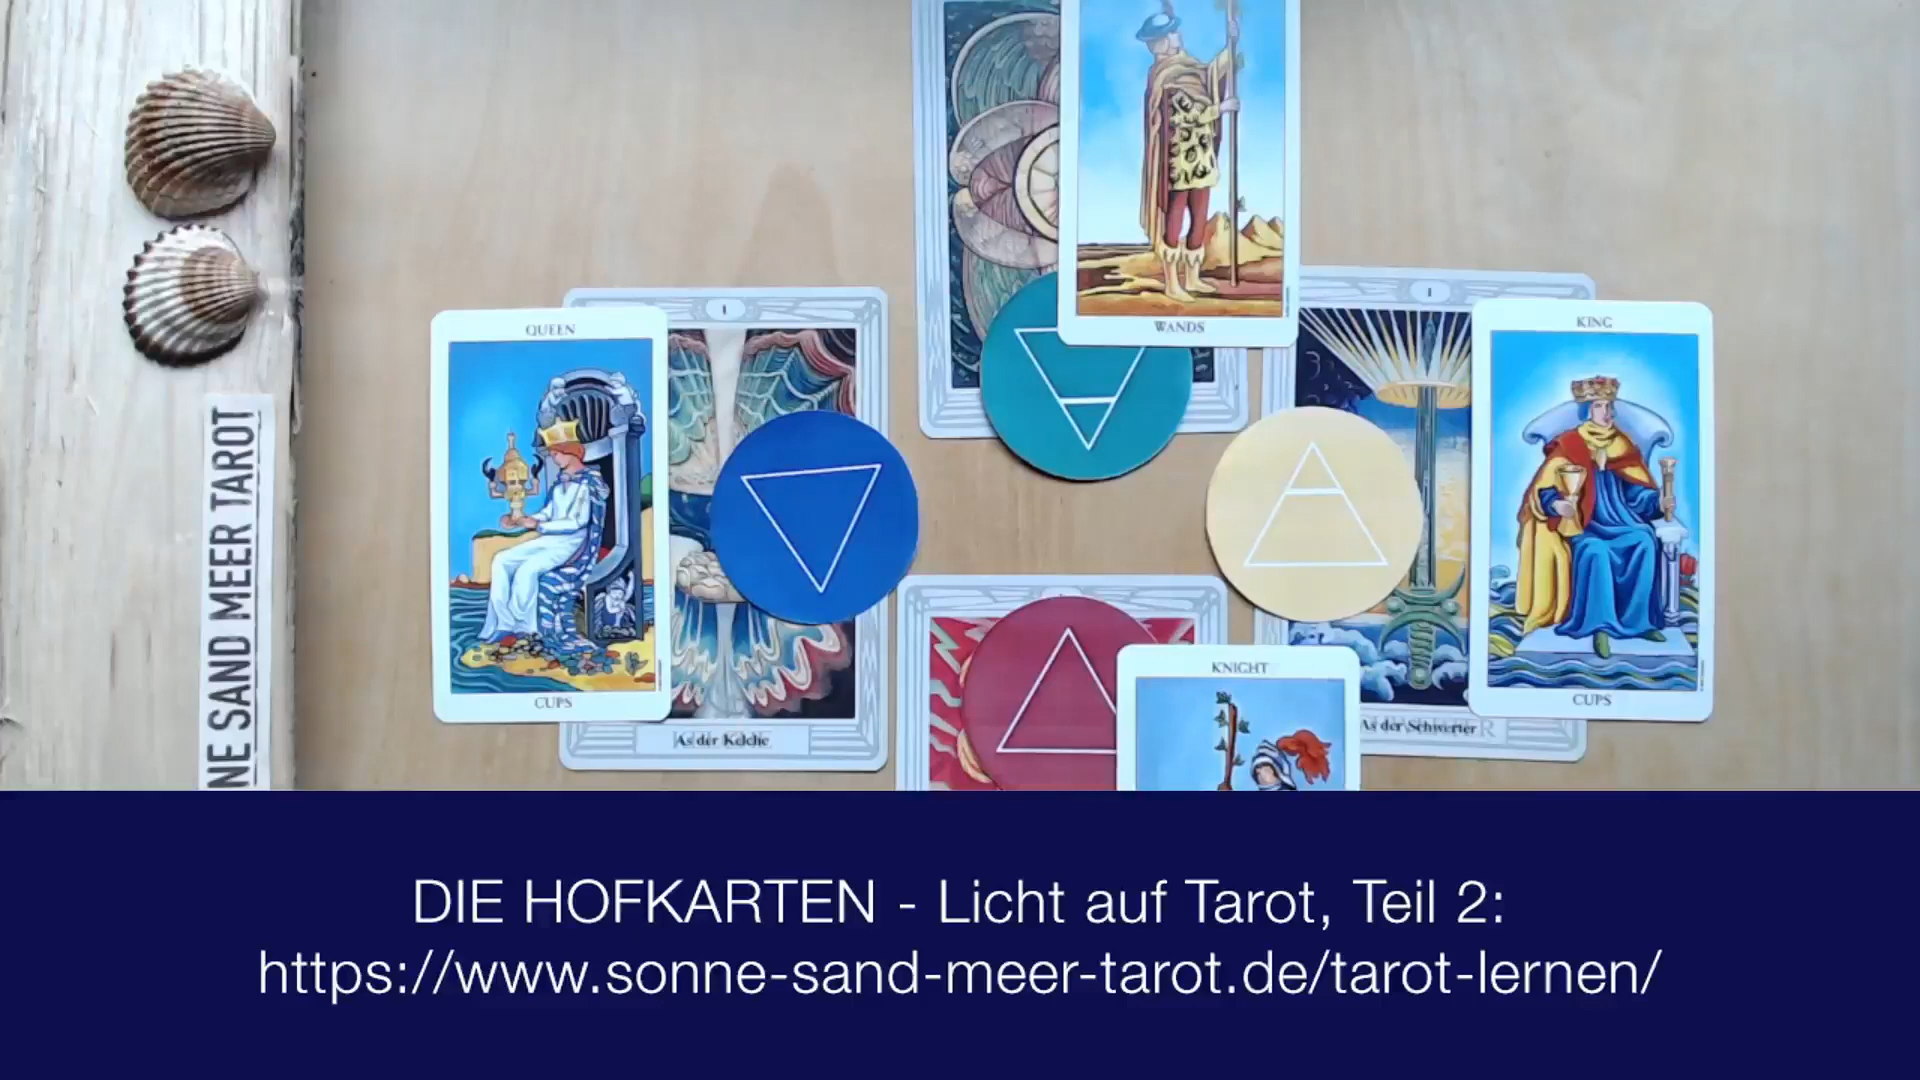 WANDS
I
I
QUEEN
KING
NE SAND MEER TAROT
KNIGHT
CUPS
CUPS
As der Kelche
As der Schwerter
DIE HOFKARTEN - Licht auf Tarot, Teil 2:
https://www.sonne-sand-meer-tarot.de/tarot-lernen/